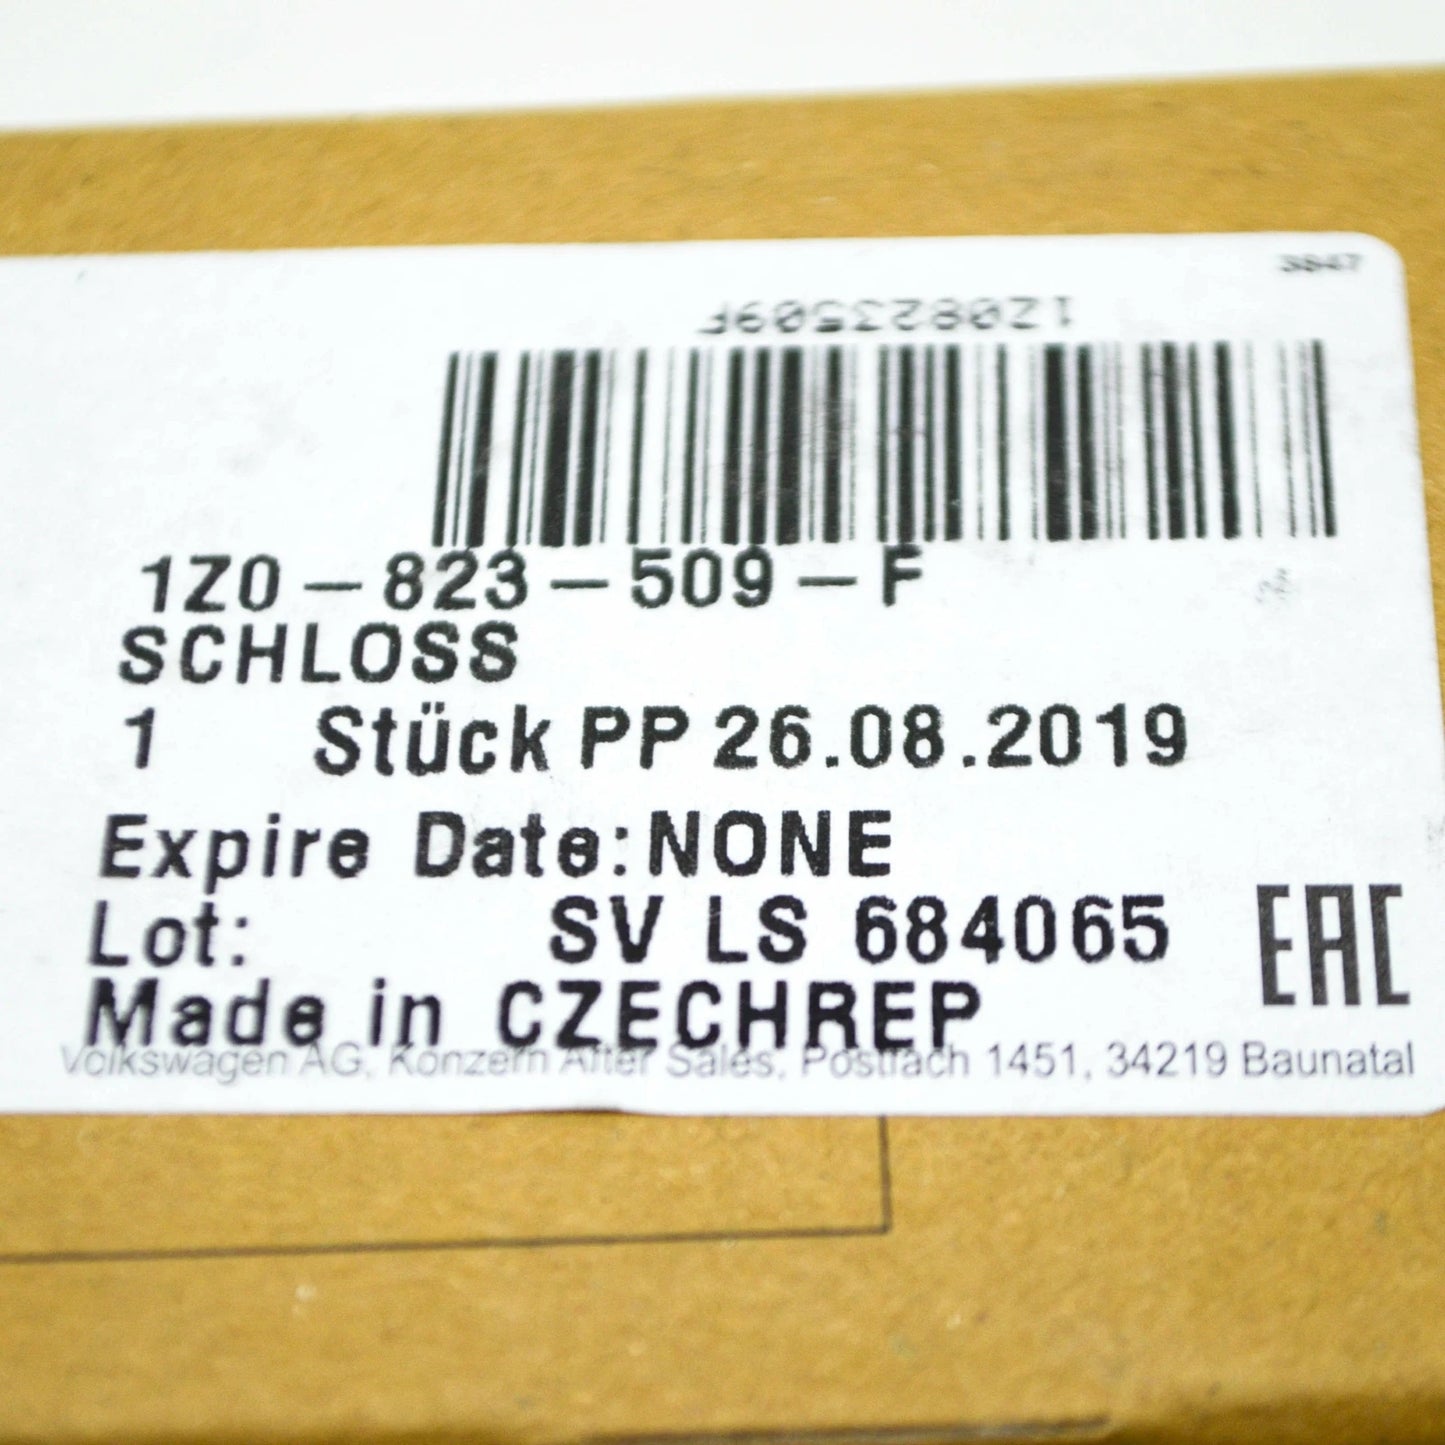 3847
1Z0823509F
1Z0-823-509-F
SCHLOSS
1 Stück PP 26.08.2019
Expire Date:NONE
Lot: SV LS 684065
Made in CZECHREP
EAC
Volkswagen AG, Konzern After Sales, Postfach 1451, 34219 Baunatal